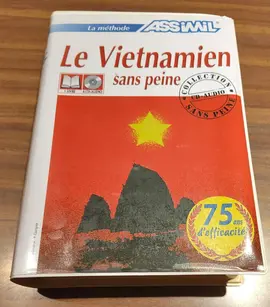 La méthode ASSiMiL
Le Vietnamien
sans peine
COLLECTION
CD-AUDIO
SANS PEINE
75 ans
d'efficacité